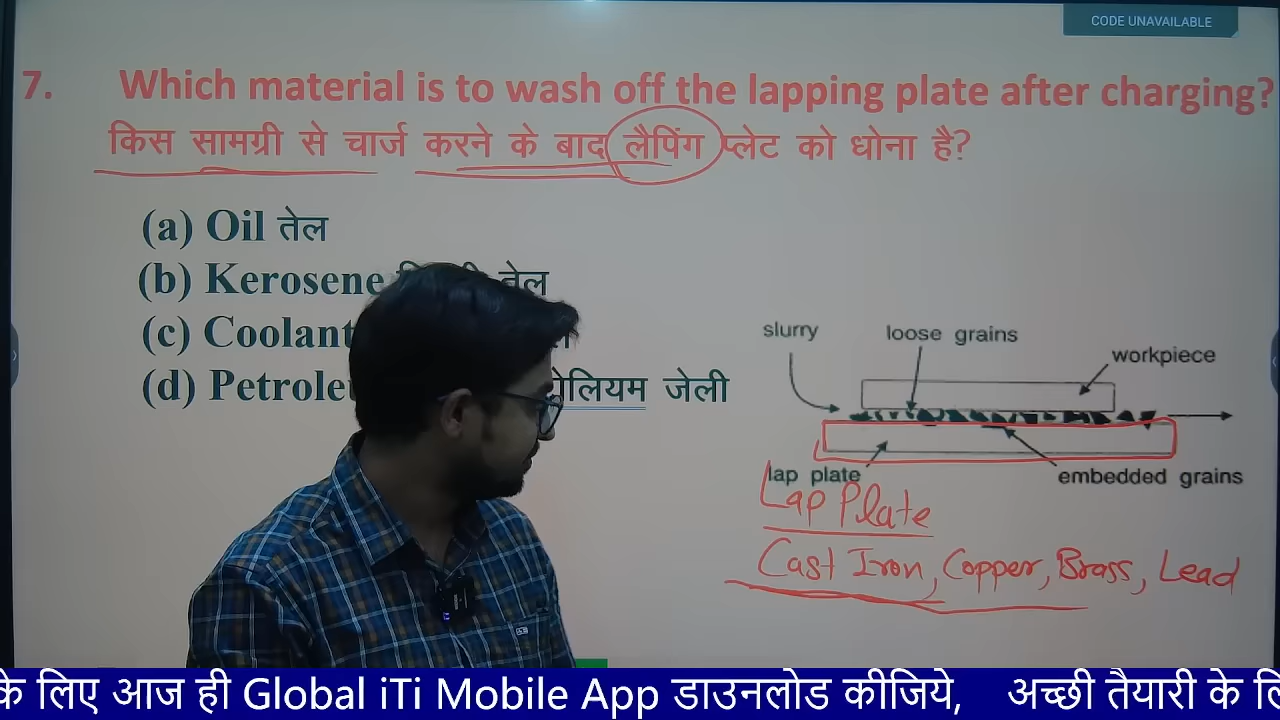 CODE UNAVAILABLE
7. Which material is to wash off the lapping plate after charging?
किस सामग्री से चार्ज करने के बाद लैपिंग प्लेट को धोना है?
(a) Oil तेल
(b) Kerosene तेल
(c) Coolant
(d) जेली
slurry
loose grains
workpiece
lap plate
embedded grains
Lap Plate
Cast Iron, Copper, Brass, Lead
के लिए आज ही Global iTi Mobile App डाउनलोड कीजिये, अच्छी तैयारी के